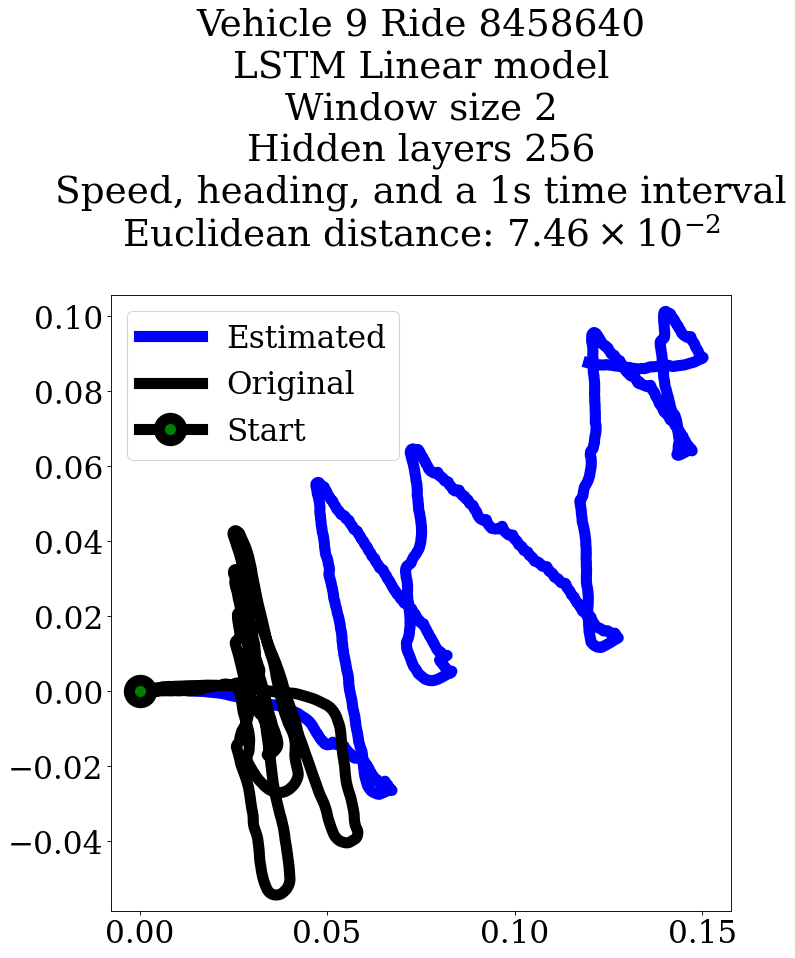 Vehicle 9 Ride 8458640
LSTM Linear model
Window size 2
Hidden layers 256
Speed, heading, and a 1s time interval
Euclidean distance: 7.46 × 10⁻²
Estimated
Original
Start
0.10
0.08
0.06
0.04
0.02
0.00
−0.02
−0.04
0.00 0.05 0.10 0.15